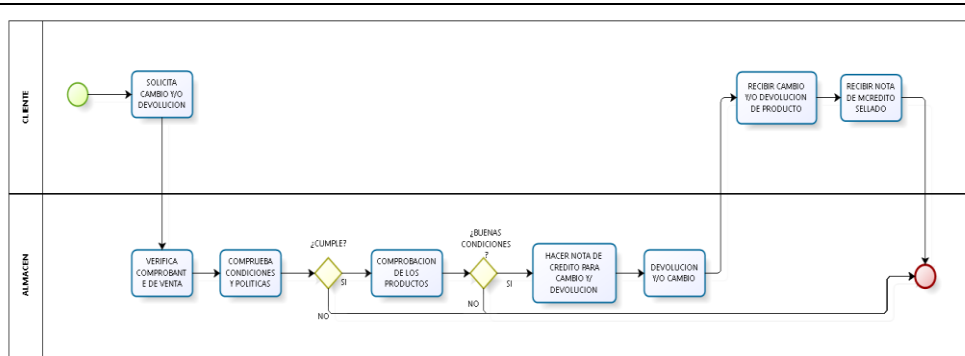 CLIENTE
SOLICITA
CAMBIO Y/O
DEVOLUCION
RECIBIR CAMBIO
Y/O DEVOLUCION
DE PRODUCTO
RECIBIR NOTA
DE MCREDITO
SELLADO
ALMACEN
VERIFICA
COMPROBANT
E DE VENTA
COMPRUEBA
CONDICIONES
Y POLITICAS
¿CUMPLE?
SI
NO
COMPROBACION
DE LOS
PRODUCTOS
¿BUENAS
CONDICIONES
?
SI
NO
HACER NOTA DE
CREDITO PARA
CAMBIO Y/
DEVOLUCION
DEVOLUCION
Y/O CAMBIO